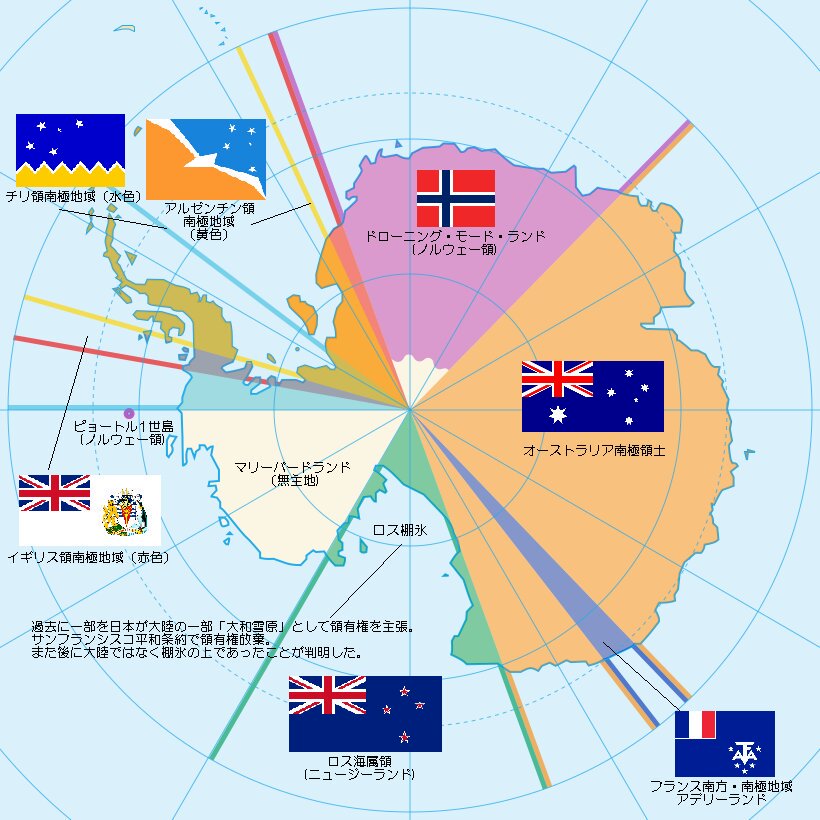 チリ領南極地域（水色）
アルゼンチン領
南極地域
（黄色）
ドローニング・モード・ランド
（ノルウェー領）
ピョートル1世島
（ノルウェー領）
マリーバードランド
（無主地）
オーストラリア南極領土
イギリス領南極地域（赤色）
ロス棚氷
過去に一部を日本が大陸の一部「大和雪原」として領有権を主張。
サンフランシスコ平和条約で領有権放棄。
また後に大陸ではなく棚氷の上であったことが判明した。
ロス海属領
（ニュージーランド）
フランス南方・南極地域
アデリーランド